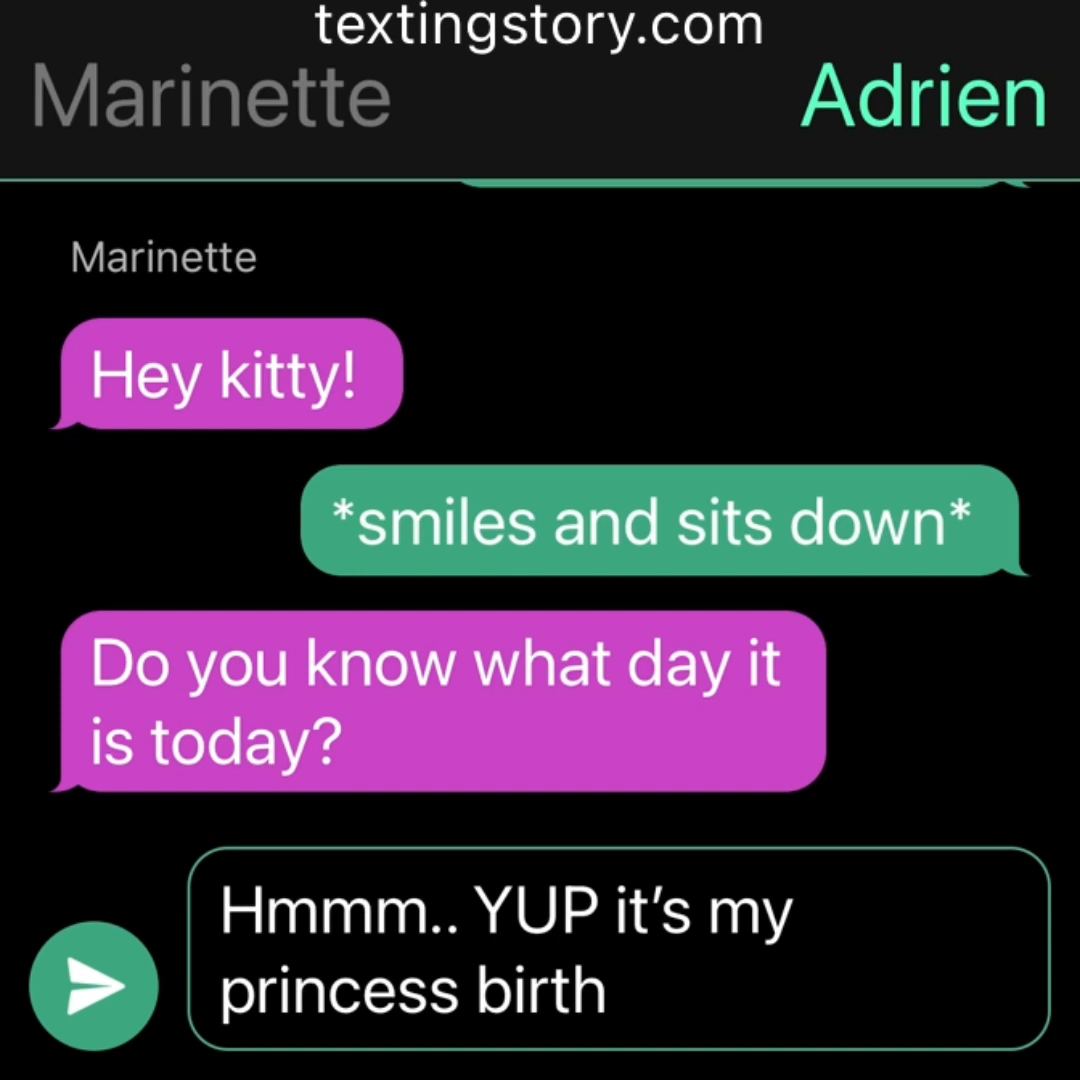 textingstory.com
Marinette Adrien
Marinette
Hey kitty!
*smiles and sits down*
Do you know what day it
is today?
Hmmm.. YUP it’s my
princess birth